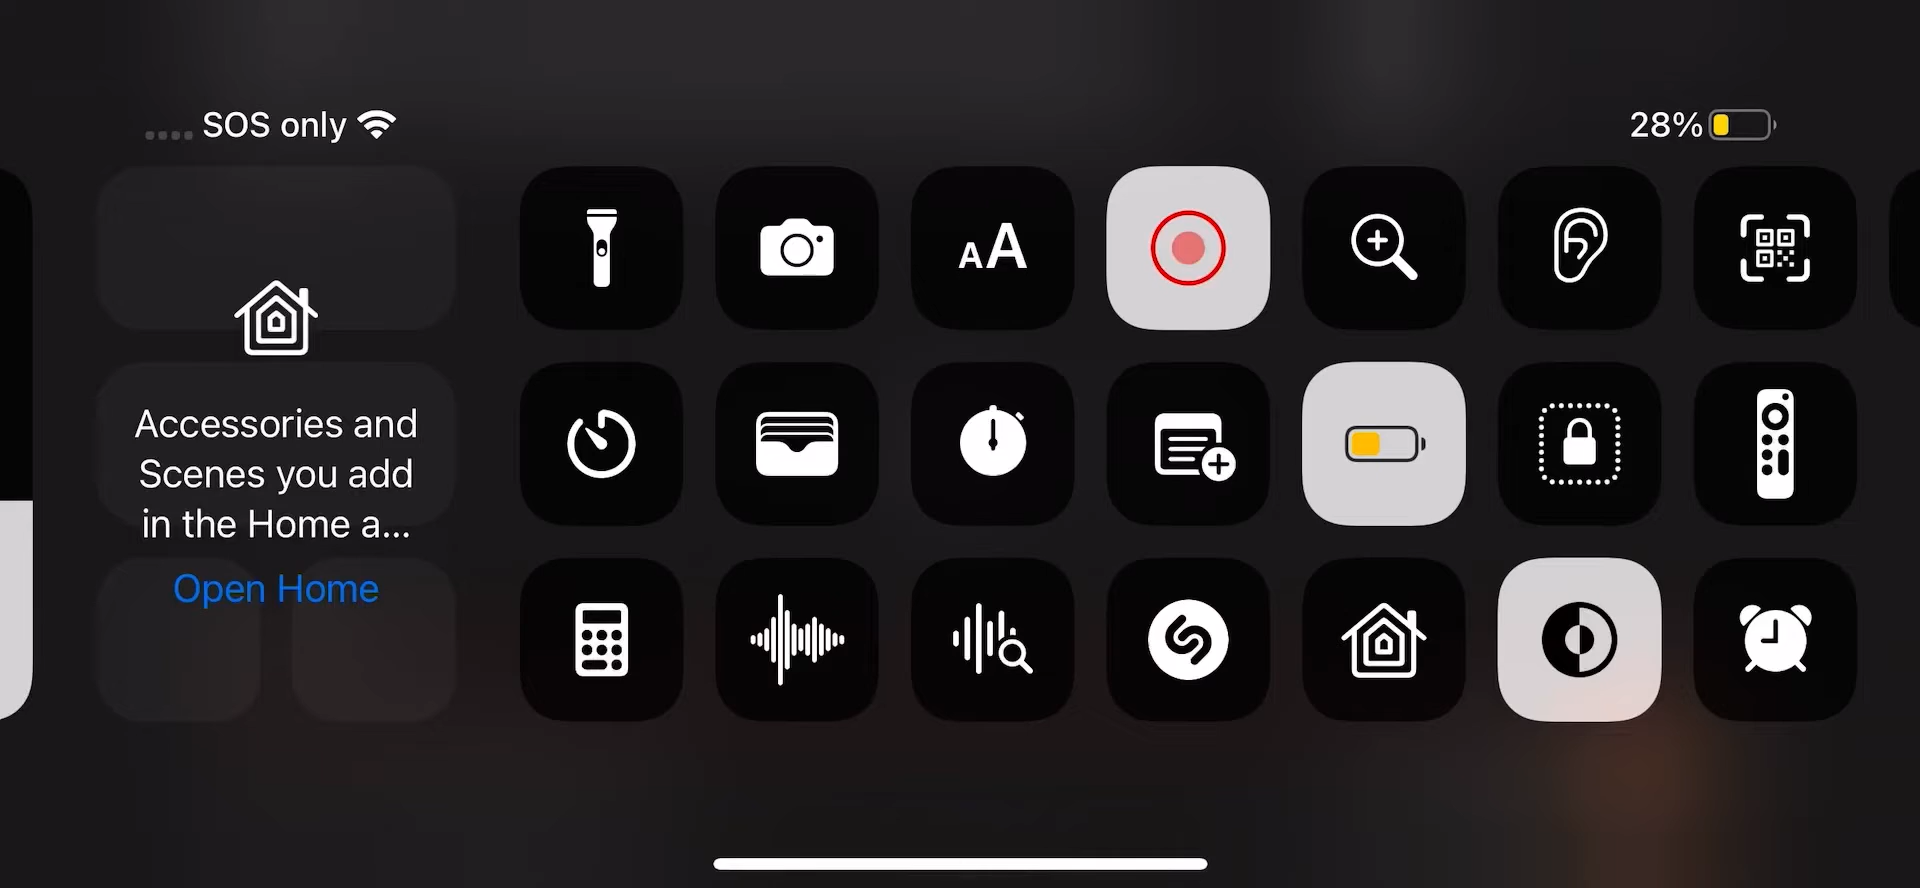 SOS only
28%
AA
Accessories and
Scenes you add
in the Home a...
Open Home